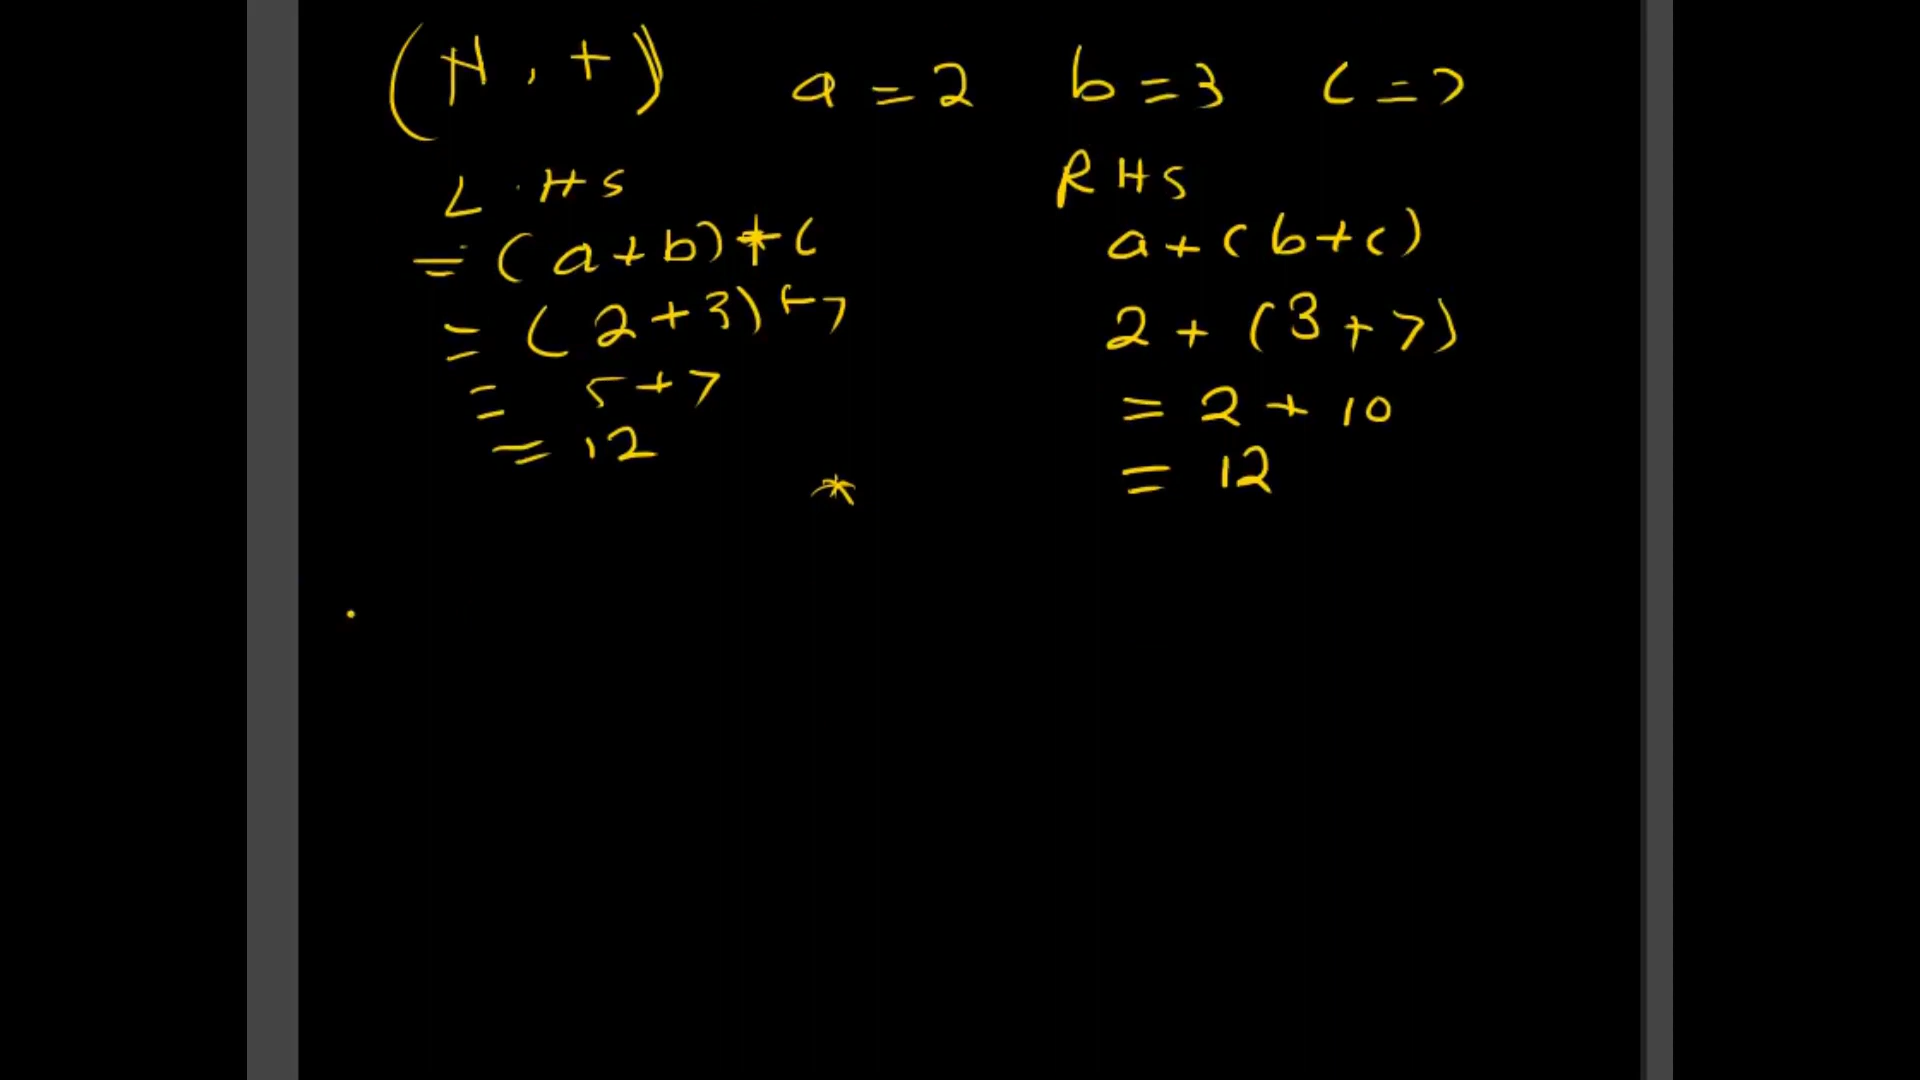 (N, +) a = 2 b = 3 c = 7
L.HS RHS
= (a+b)+c a+(b+c)
= (2+3)+7 2 + (3+7)
= 5+7 = 2 + 10
= 12 = 12
*